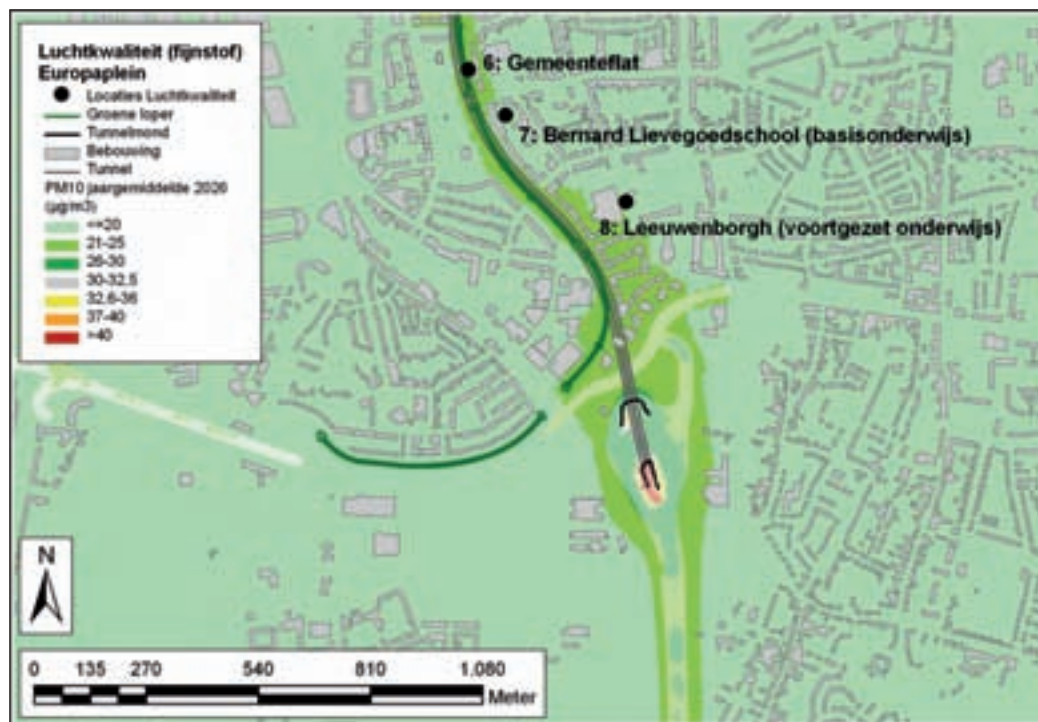 Luchtkwaliteit (fijnstof)
Europaplein
Locaties Luchtkwaliteit
Groene loper
Tunnelmond
Bebouwing
Tunnel
PM10 jaargemiddelde 2026
(µg/m3)
<=20
21-25
26-30
30-32.5
32.6-36
37-40
>40
6: Gemeenteflat
7: Bernard Lievegoedschool (basisonderwijs)
8: Leeuwenborgh (voortgezet onderwijs)
N
0 135 270 540 810 1.080
Meter